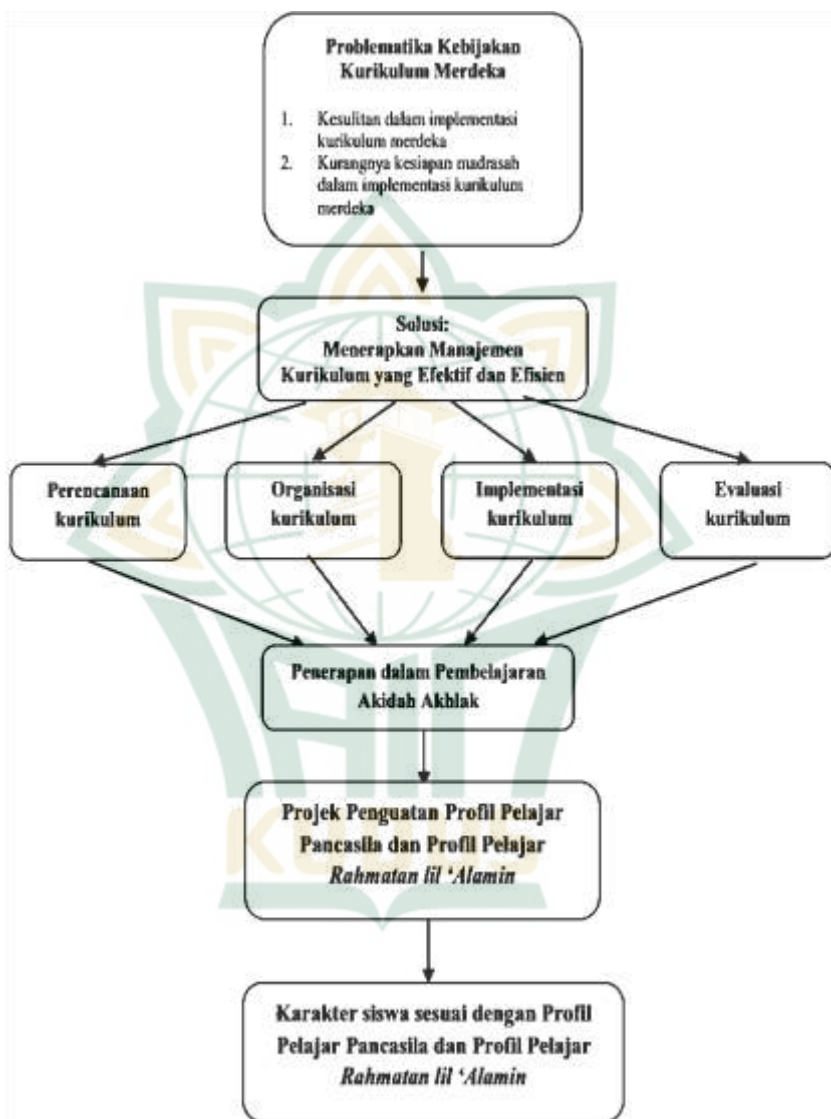 Problematika Kebijakan
Kurikulum Merdeka
1. Kesulitan dalam implementasi
kurikulum merdeka
2. Kurangnya kesiapan madrasah
dalam implementasi kurikulum
merdeka
Solusi:
Menerapkan Manajemen
Kurikulum yang Efektif dan Efisien
Perencanaan
kurikulum
Organisasi
kurikulum
Implementasi
kurikulum
Evaluasi
kurikulum
Penerapan dalam Pembelajaran
Akidah Akhlak
Projek Penguatan Profil Pelajar
Pancasila dan Profil Pelajar
Rahmatan lil ‘Alamin
KUDUS
Karakter siswa sesuai dengan Profil
Pelajar Pancasila dan Profil Pelajar
Rahmatan lil ‘Alamin